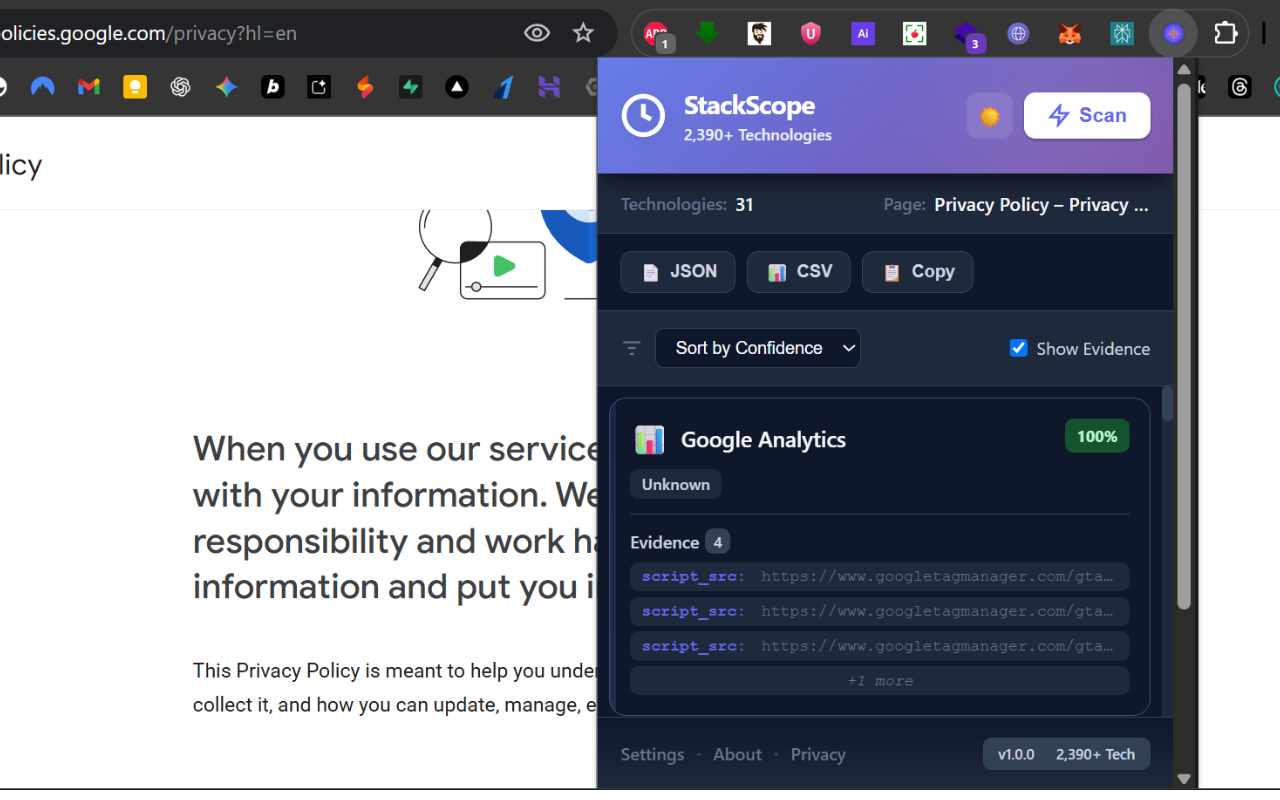 olicies.google.com/privacy?hl=en
ABP
1
U
Ai
3
b
licy
StackScope
2,390+ Technologies
Scan
Technologies: 31
Page: Privacy Policy – Privacy ...
JSON
CSV
Copy
Sort by Confidence
Show Evidence
Google Analytics
100%
Unknown
Evidence 4
script_src: https://www.googletagmanager.com/gta…
script_src: https://www.googletagmanager.com/gta…
script_src: https://www.googletagmanager.com/gta…
+1 more
When you use our service
with your information. We
responsibility and work ha
information and put you i
This Privacy Policy is meant to help you unde
collect it, and how you can update, manage, e
Settings · About · Privacy
v1.0.0 2,390+ Tech